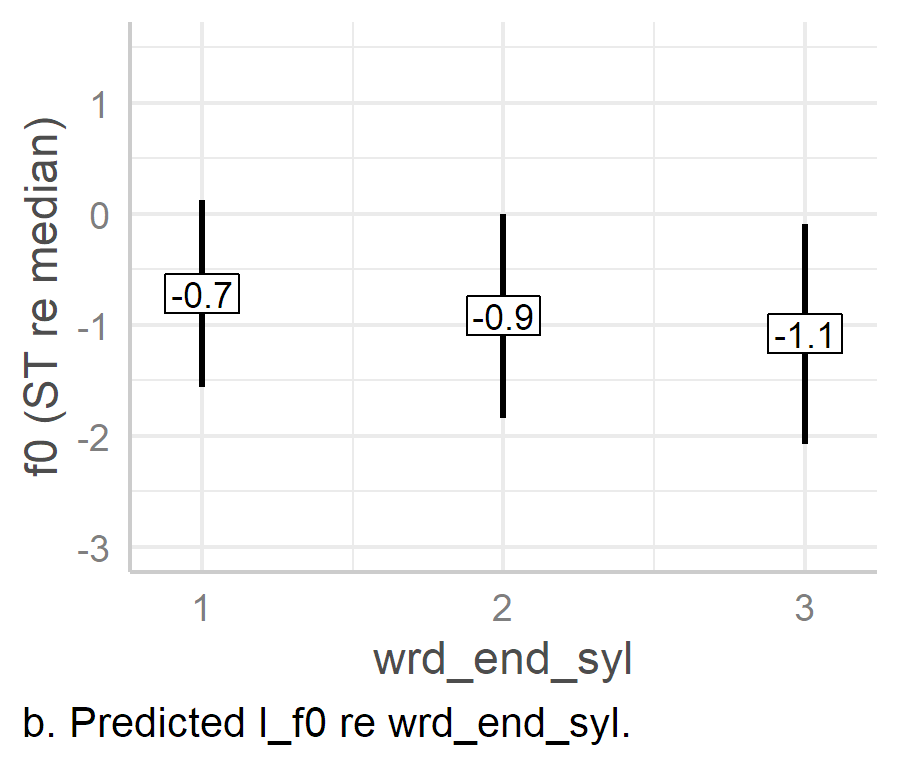 f0 (ST re median)
1
0
-1
-2
-3
-0.7
-0.9
-1.1
1 2 3
wrd_end_syl
b. Predicted l_f0 re wrd_end_syl.